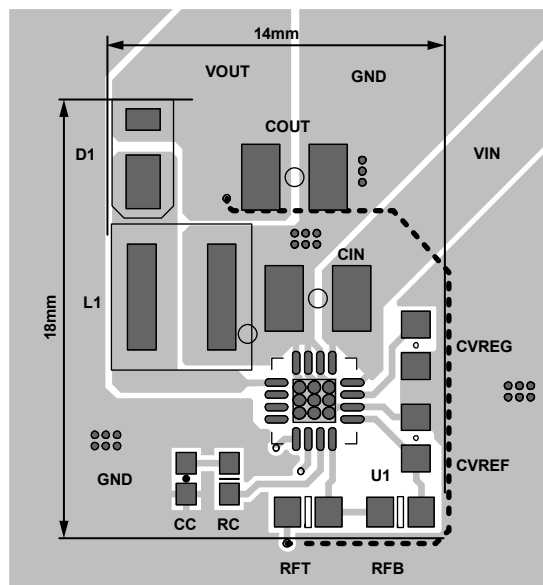 14mm
VOUT
GND
COUT
D1
VIN
CIN
L1
18mm
CVREG
CVREF
U1
GND
CC
RC
RFT
RFB